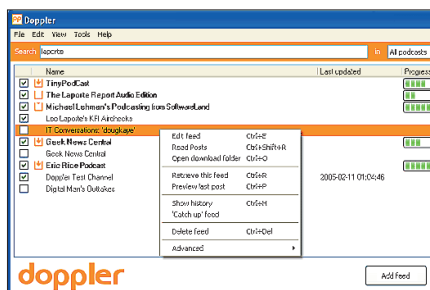 Doppler
File Edit View Tools Help
Search laporte in All podcasts
Name Last updated Progress
TinyPodCast
The Laporte Report Audio Edition
Michael Lehman's Podcasting from SoftwareLand
Leo Laporte's KFI Airchecks
IT Conversations: 'dougkaye'
Geek News Central
Geek News Central
Eric Rice Podcast
Doppler Test Channel 2005-02-11 01:04:46
Digital Man's Outtakes
Edit feed Ctrl+E
Read Posts Ctrl+Shift+R
Open download folder Ctrl+O
Retrieve this feed Ctrl+R
Preview last post Ctrl+P
Show history Ctrl+H
'Catch up' feed
Delete feed Ctrl+Del
Advanced
doppler
Add Feed